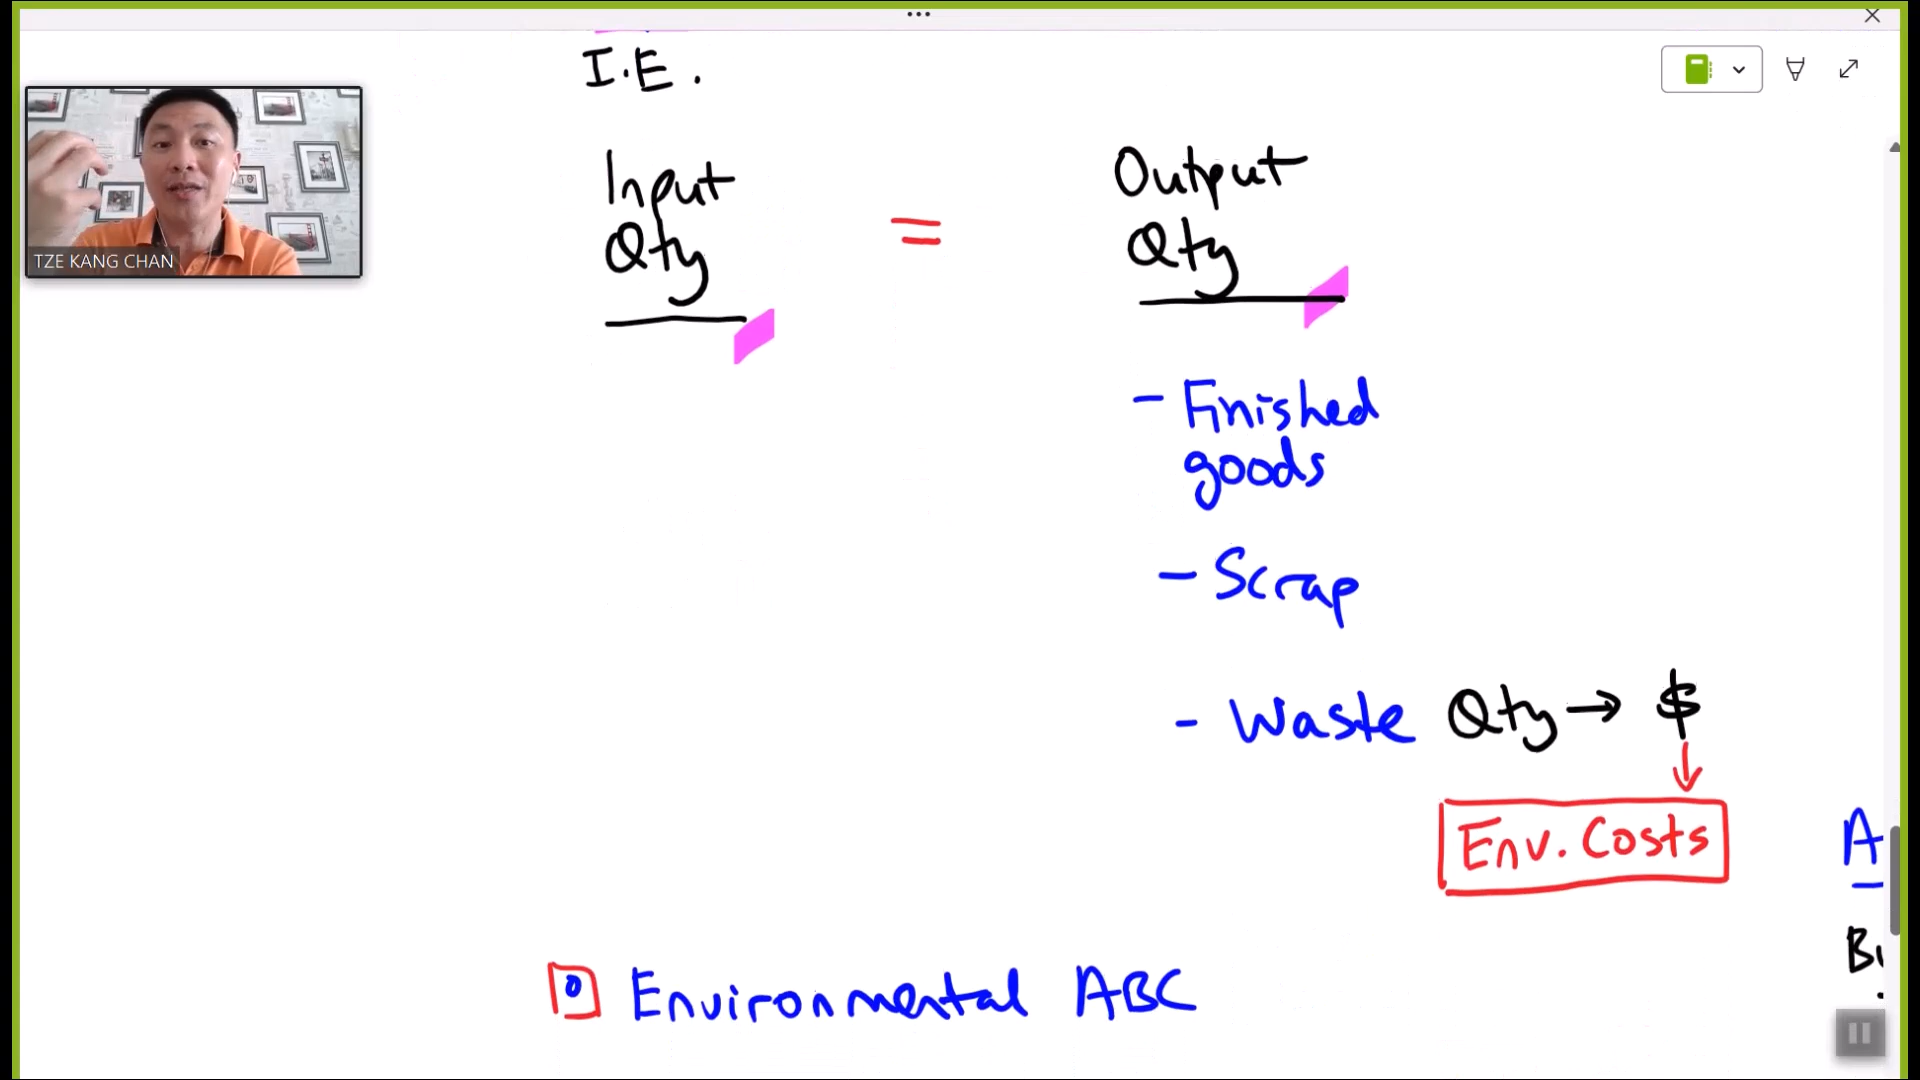 I.E.
Input
Qty
=
Output
Qty
- Finished
goods
- Scrap
- Waste Qty → $
Env. Costs
Environmental ABC
TZE KANG CHAN
A